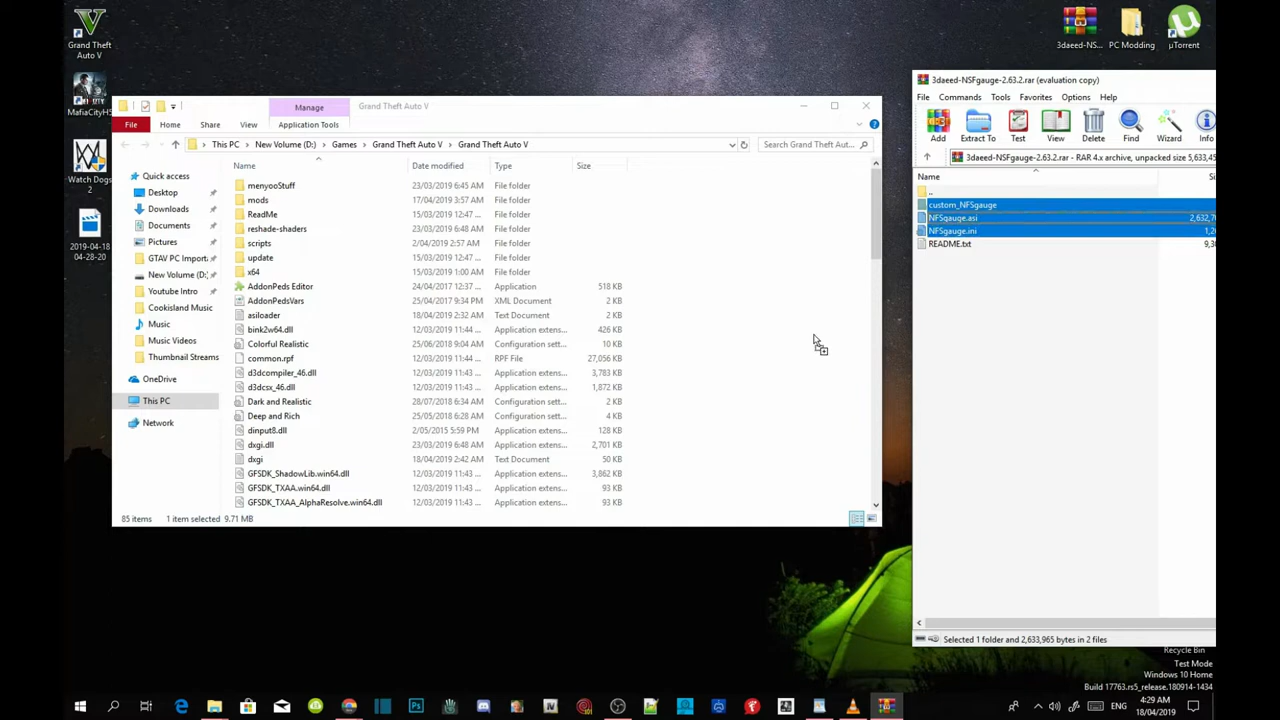 Grand Theft
Auto V
MafiaCityH5
Watch Dogs
2
2019-04-18
04-28-20
3daeed-NS...
PC Modding
µTorrent
Manage
Grand Theft Auto V
File
Home
Share
View
Application Tools
This PC
New Volume (D:)
Games
Grand Theft Auto V
Grand Theft Auto V
Search Grand Theft Aut...
Quick access
Desktop
Downloads
Documents
Pictures
GTAV PC Import
New Volume (D:
Youtube Intro
Cookisland Music
Music
Music Videos
Thumbnail Streams
OneDrive
This PC
Network
Name Date modified Type Size
menyooStuff 23/03/2019 6:45 AM File folder
mods 17/04/2019 3:57 AM File folder
ReadMe 15/03/2019 12:47 ... File folder
reshade-shaders 23/03/2019 6:48 AM File folder
scripts 2/04/2019 2:57 AM File folder
update 15/03/2019 12:47 ... File folder
x64 15/03/2019 1:00 AM File folder
AddonPeds Editor 24/04/2017 12:37 ... Application 518 KB
AddonPedsVars 25/04/2017 9:34 PM XML Document 2 KB
asiloader 18/04/2019 2:32 AM Text Document 2 KB
bink2w64.dll 12/03/2019 11:44 ... Application extens... 426 KB
Colorful Realistic 25/06/2018 9:04 AM Configuration sett... 10 KB
common.rpf 12/03/2019 11:44 ... RPF File 27,056 KB
d3dcompiler_46.dll 12/03/2019 11:43 ... Application extens... 3,783 KB
d3dcsx_46.dll 12/03/2019 11:43 ... Application extens... 1,872 KB
Dark and Realistic 28/07/2018 6:34 AM Configuration sett... 2 KB
Deep and Rich 25/05/2018 6:28 AM Configuration sett... 4 KB
dinput8.dll 2/05/2015 5:59 PM Application extens... 128 KB
dxgi.dll 23/03/2019 6:48 AM Application extens... 2,701 KB
dxgi 18/04/2019 2:42 AM Text Document 50 KB
GFSDK_ShadowLib.win64.dll 12/03/2019 11:43 ... Application extens... 3,862 KB
GFSDK_TXAA.win64.dll 12/03/2019 11:43 ... Application extens... 93 KB
GFSDK_TXAA_AlphaResolve.win64.dll 12/03/2019 11:43 ... Application extens... 93 KB
85 items 1 item selected 9.71 MB
3daeed-NSFgauge-2.63.2.rar (evaluation copy)
File Commands Tools Favorites Options Help
Add Extract To Test View Delete Find Wizard Info
3daeed-NSFgauge-2.63.2.rar - RAR 4.x archive, unpacked size 5,633,45
Name Si
..
custom_NFSgauge
NFSgauge.asi 2,632,7
NFSgauge.ini 1,2
README.txt 9,3
Selected 1 folder and 2,633,965 bytes in 2 files
Recycle Bin
Test Mode
Windows 10 Home
Build 17763.rs5_release.180914-1434
ENG
4:29 AM
18/04/2019